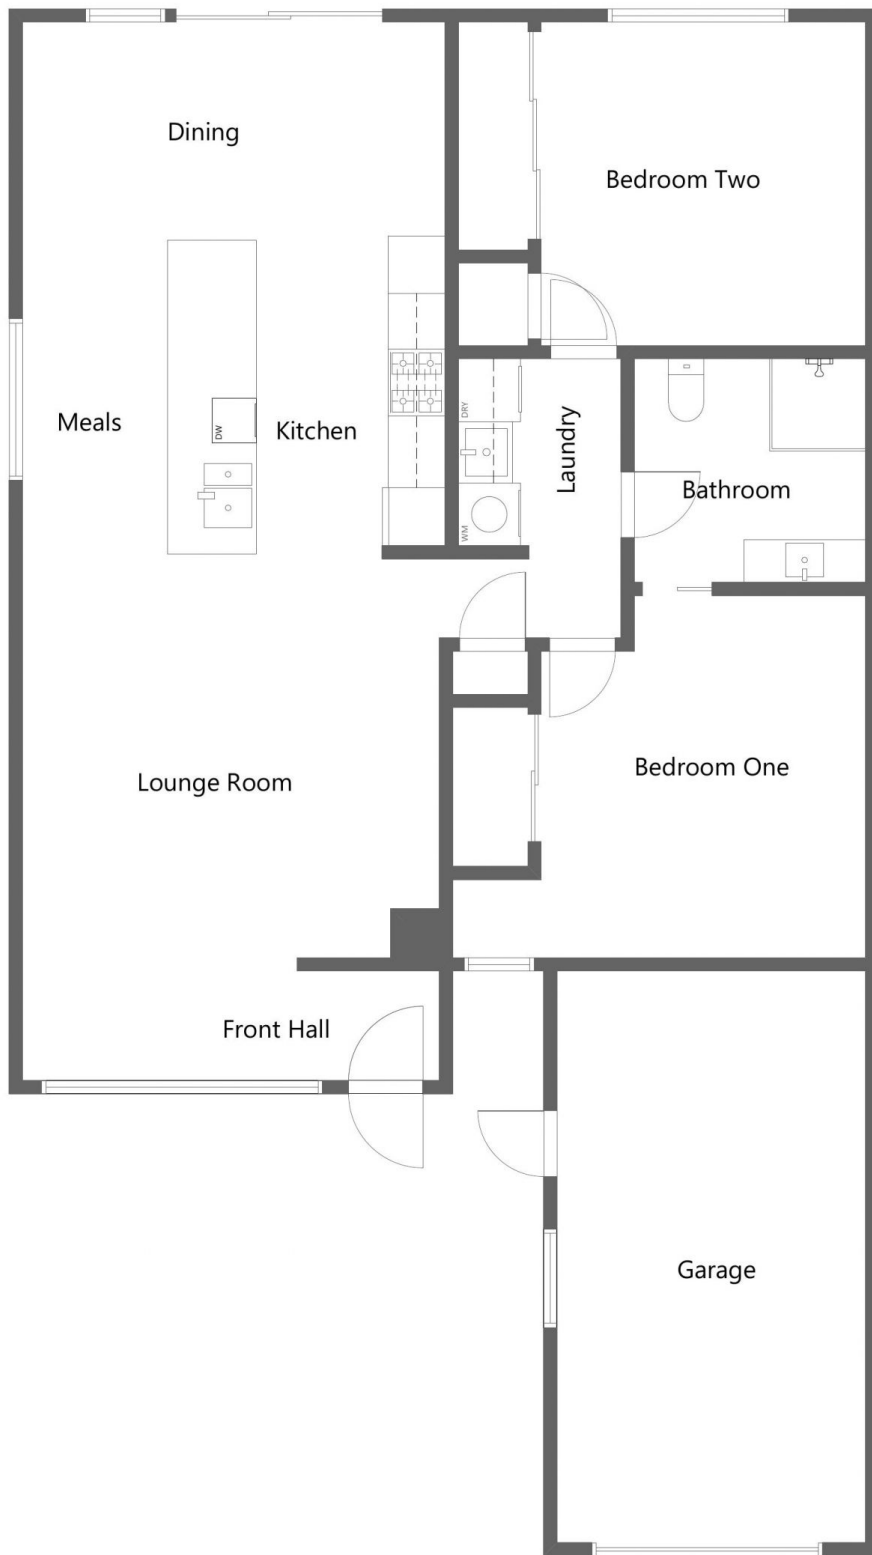 Dining
Bedroom Two
Meals
DW
Kitchen
DRY
WM
Laundry
Bathroom
Lounge Room
Bedroom One
Front Hall
Garage